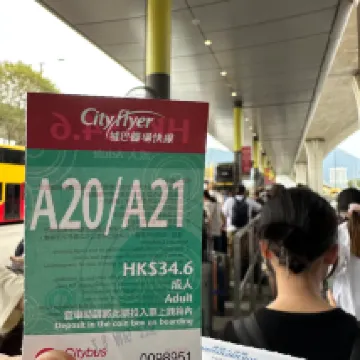 Cityflyer
城巴機場快線
A20/A21
HK$34.6
成人
Adult
登車時請將此票投入車上錢箱內
Deposit in the coin box on boarding
Citybus
0098951